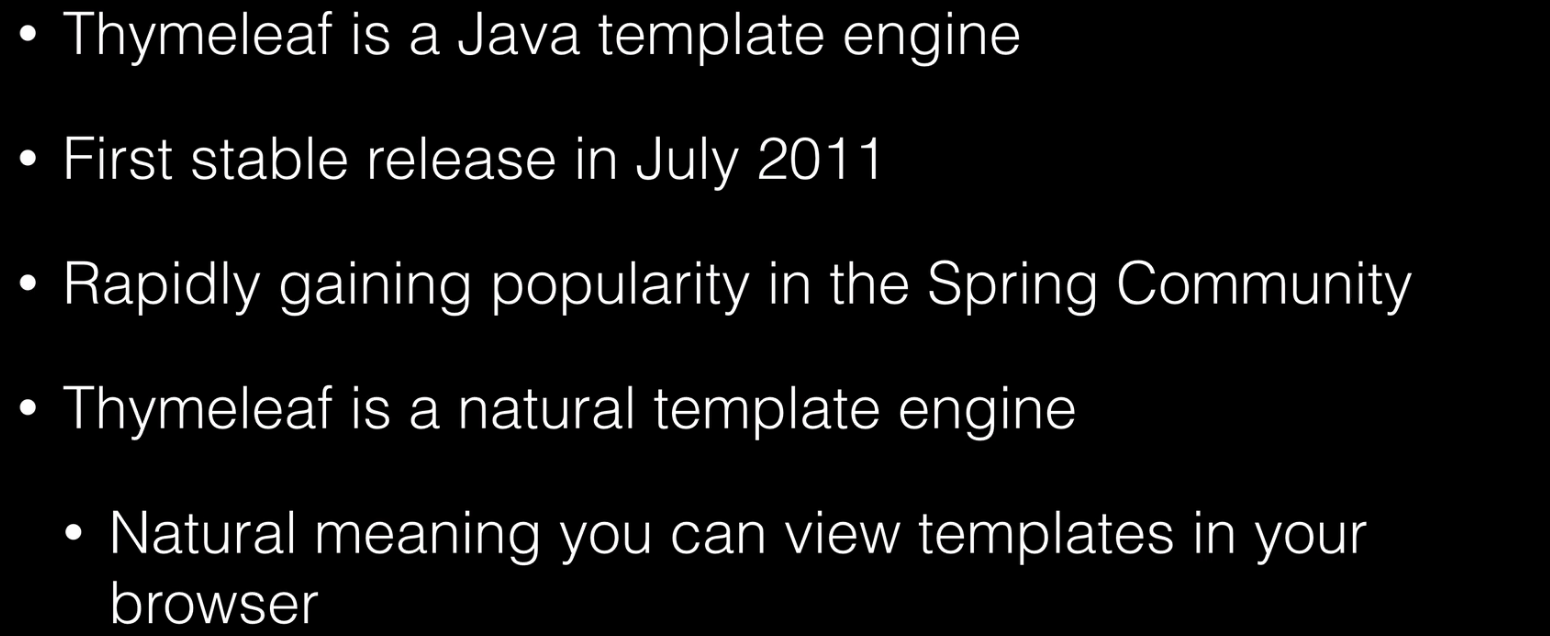 • Thymeleaf is a Java template engine
• First stable release in July 2011
• Rapidly gaining popularity in the Spring Community
• Thymeleaf is a natural template engine
• Natural meaning you can view templates in your
browser